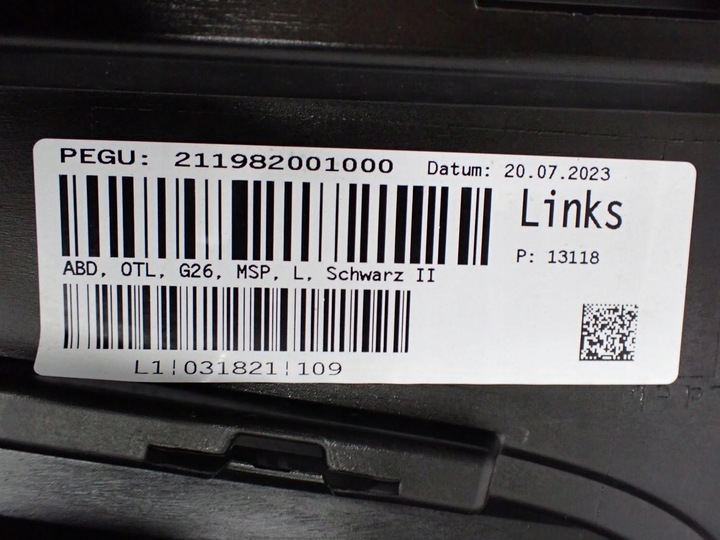 PEGU: 211982001000 Datum: 20.07.2023
Links
P: 13118
ABD, OTL, G26, MSP, L, Schwarz II
L1¦031821¦109